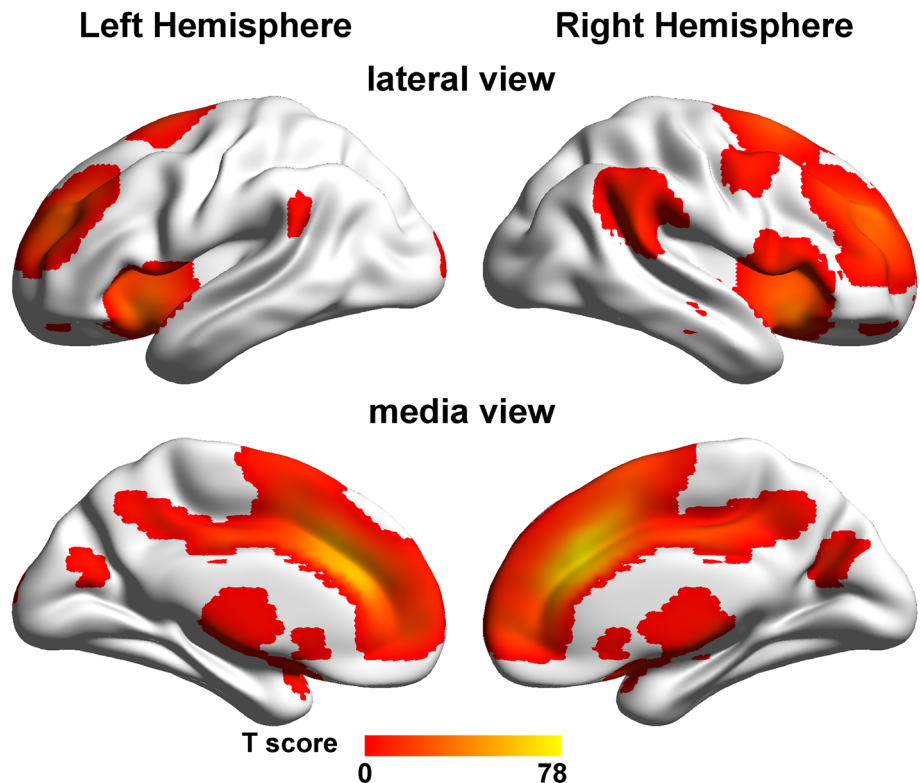 Left Hemisphere Right Hemisphere
lateral view
media view
T score
0 78